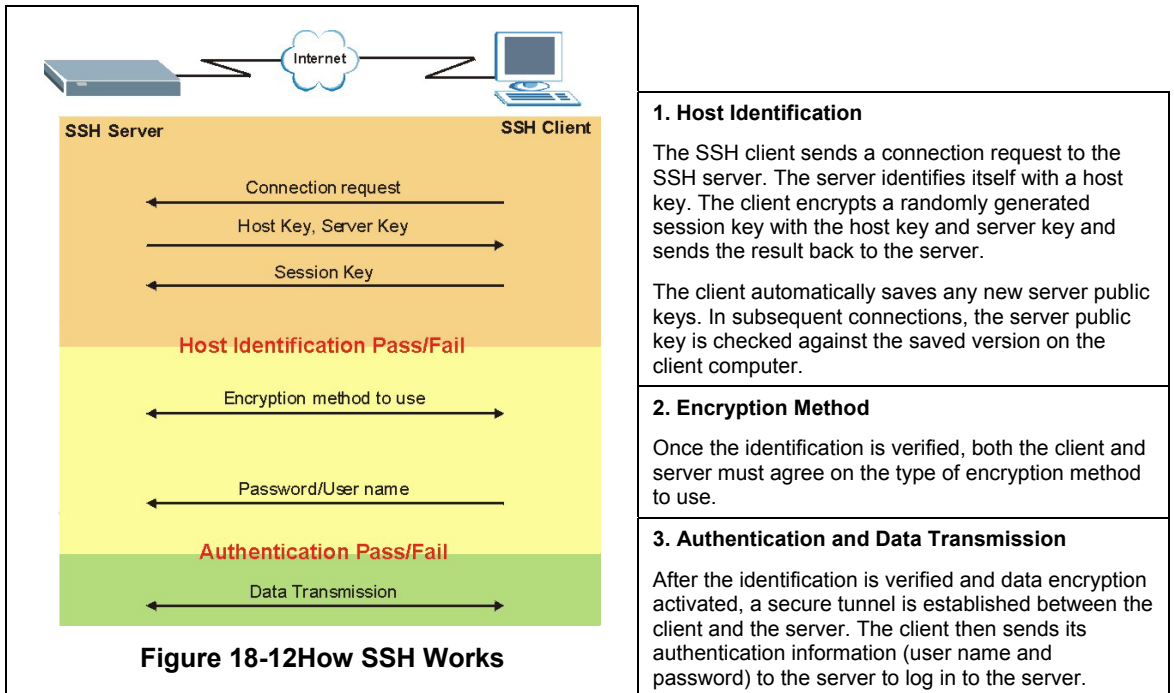 Internet
SSH Server
SSH Client
Connection request
Host Key, Server Key
Session Key
Host Identification Pass/Fail
Encryption method to use
Password/User name
Authentication Pass/Fail
Data Transmission
Figure 18-12How SSH Works
1. Host Identification
The SSH client sends a connection request to the
SSH server. The server identifies itself with a host
key. The client encrypts a randomly generated
session key with the host key and server key and
sends the result back to the server.
The client automatically saves any new server public
keys. In subsequent connections, the server public
key is checked against the saved version on the
client computer.
2. Encryption Method
Once the identification is verified, both the client and
server must agree on the type of encryption method
to use.
3. Authentication and Data Transmission
After the identification is verified and data encryption
activated, a secure tunnel is established between the
client and the server. The client then sends its
authentication information (user name and
password) to the server to log in to the server.